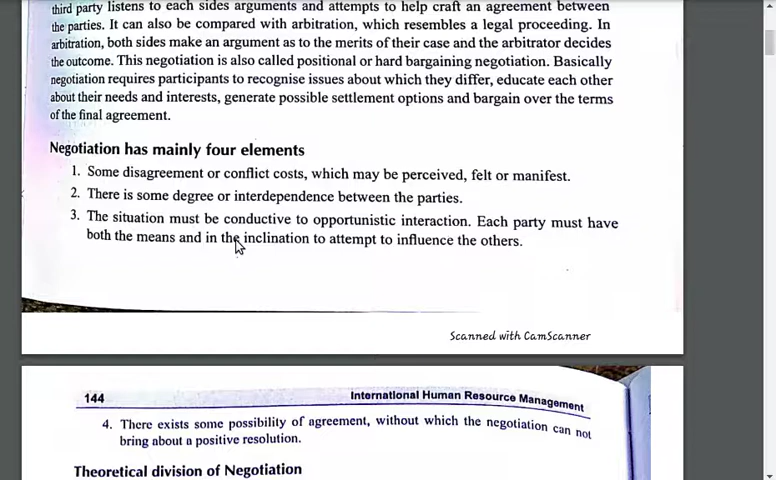 third party listens to each sides arguments and attempts to help craft an agreement between
the parties. It can also be compared with arbitration, which resembles a legal proceeding. In
arbitration, both sides make an argument as to the merits of their case and the arbitrator decides
the outcome. This negotiation is also called positional or hard bargaining negotiation. Basically
negotiation requires participants to recognise issues about which they differ, educate each other
about their needs and interests, generate possible settlement options and bargain over the terms
of the final agreement.
Negotiation has mainly four elements
1. Some disagreement or conflict costs, which may be perceived, felt or manifest.
2. There is some degree or interdependence between the parties.
3. The situation must be conductive to opportunistic interaction. Each party must have
both the means and in the inclination to attempt to influence the others.
Scanned with CamScanner
144 International Human Resource Management
4. There exists some possibility of agreement, without which the negotiation can not
bring about a positive resolution.
Theoretical division of Negotiation